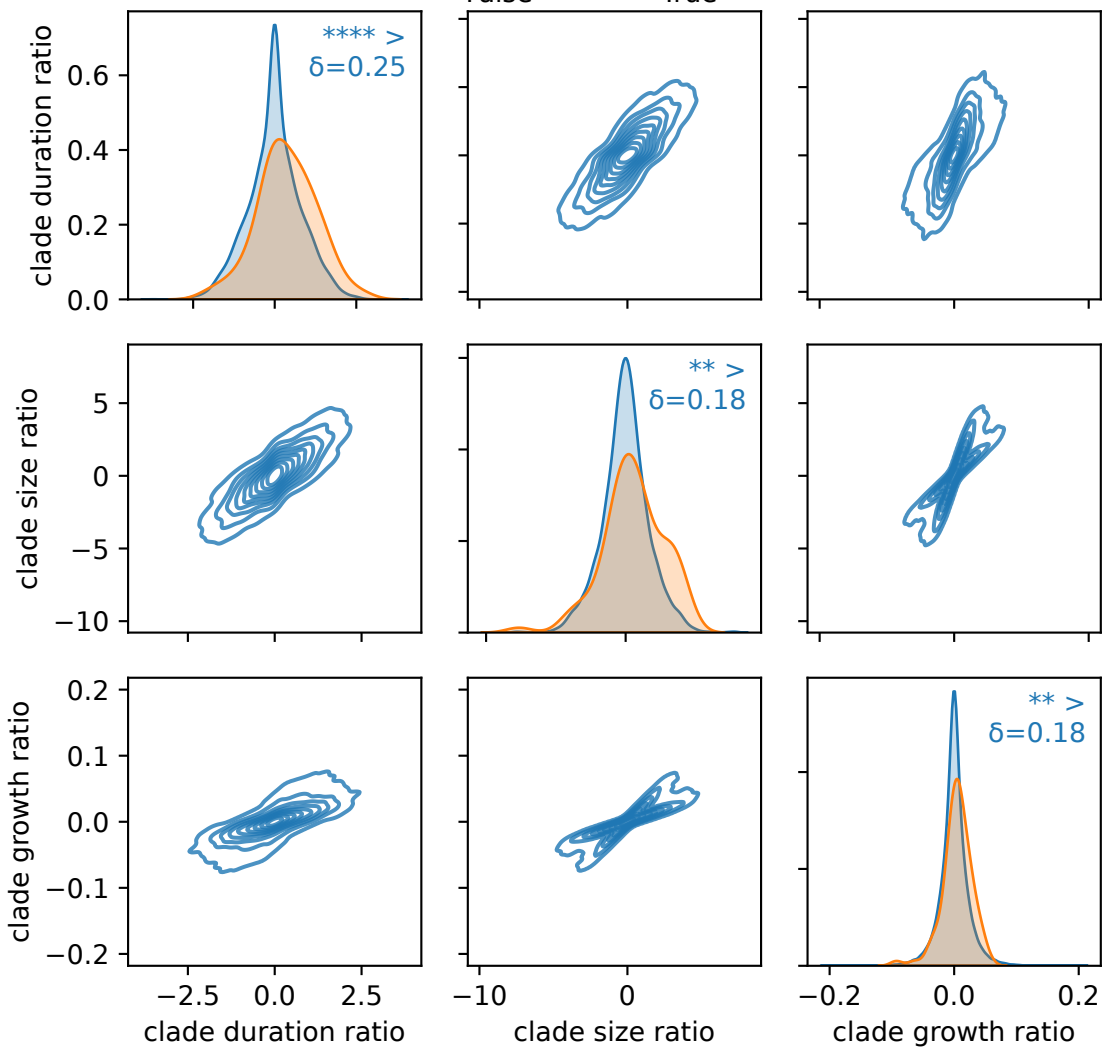 False True
clade duration ratio
0.6
0.4
0.2
0.0
**** >
δ=0.25
clade size ratio
5
0
−5
−10
** >
δ=0.18
clade growth ratio
0.2
0.1
0.0
−0.1
−0.2
** >
δ=0.18
−2.5 0.0 2.5
−10 0
−0.2 0.0 0.2
clade duration ratio
clade size ratio
clade growth ratio